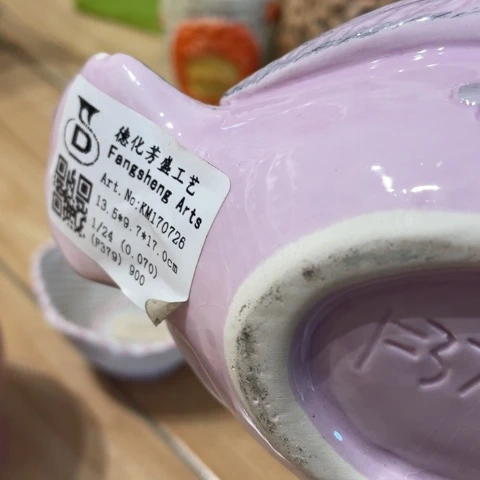 D
德化芳盛工艺
Fangsheng Arts
Art.No:KM170726
13.5*9.7*17.0cm
1/24 (0.070)
(P379) 900